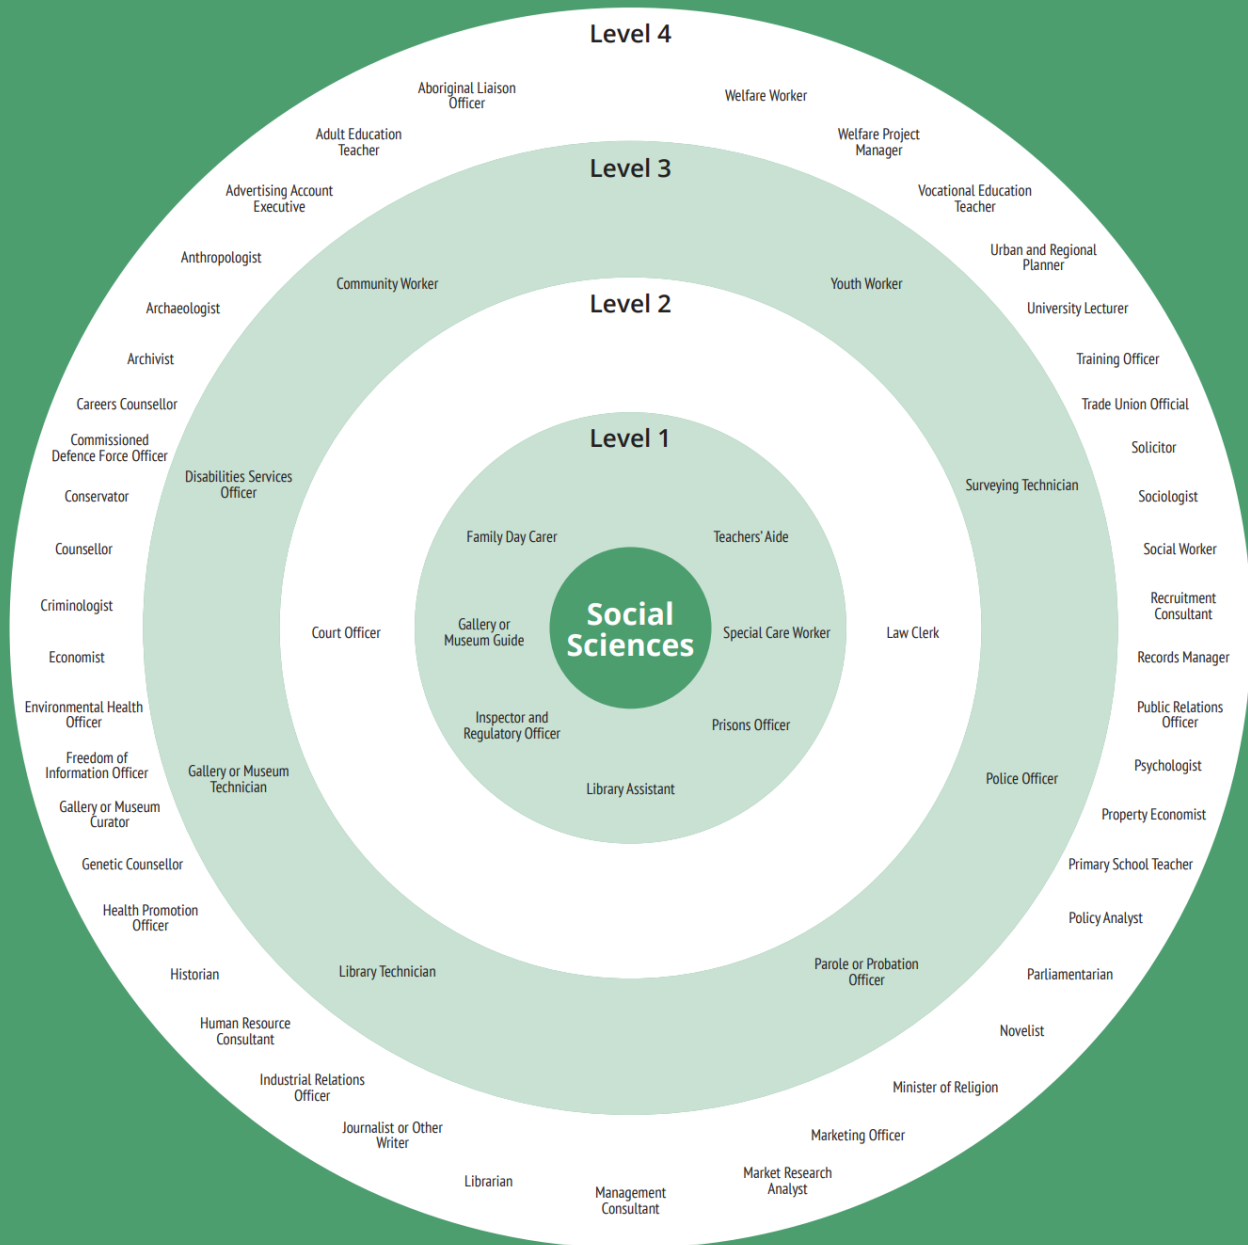 Level 4
Aboriginal Liaison
Officer
Welfare Worker
Adult Education
Teacher
Welfare Project
Manager
Advertising Account
Executive
Vocational Education
Teacher
Anthropologist
Urban and Regional
Planner
Archaeologist
University Lecturer
Archivist
Training Officer
Careers Counsellor
Trade Union Official
Commissioned
Defence Force Officer
Solicitor
Conservator
Sociologist
Counsellor
Social Worker
Criminologist
Recruitment
Consultant
Economist
Records Manager
Environmental Health
Officer
Public Relations
Officer
Freedom of
Information Officer
Psychologist
Gallery or Museum
Curator
Property Economist
Genetic Counsellor
Primary School Teacher
Health Promotion
Officer
Policy Analyst
Historian
Parliamentarian
Human Resource
Consultant
Novelist
Industrial Relations
Officer
Minister of Religion
Journalist or Other
Writer
Marketing Officer
Librarian
Management
Consultant
Market Research
Analyst
Level 3
Community Worker
Youth Worker
Disabilities Services
Officer
Surveying Technician
Gallery or Museum
Technician
Police Officer
Library Technician
Parole or Probation
Officer
Level 2
Court Officer
Law Clerk
Level 1
Family Day Carer
Teachers' Aide
Gallery or
Museum Guide
Special Care Worker
Inspector and
Regulatory Officer
Prisons Officer
Library Assistant
Social
Sciences